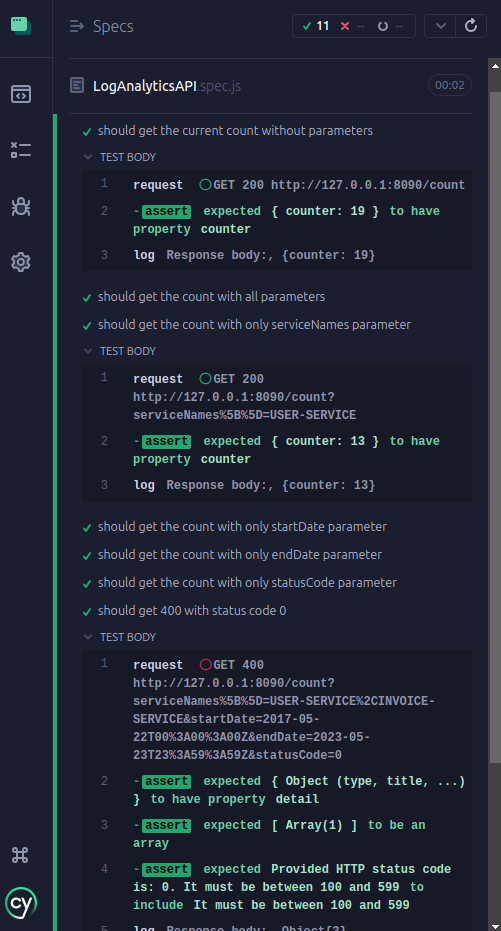 Specs
11 -- --
LogAnalyticsAPI.spec.js 00:02
should get the current count without parameters
TEST BODY
1 request GET 200 http://127.0.0.1:8090/count
2 -assert expected { counter: 19 } to have
property counter
3 log Response body:, {counter: 19}
should get the count with all parameters
should get the count with only serviceNames parameter
TEST BODY
1 request GET 200
http://127.0.0.1:8090/count?
serviceNames%5B%5D=USER-SERVICE
2 -assert expected { counter: 13 } to have
property counter
3 log Response body:, {counter: 13}
should get the count with only startDate parameter
should get the count with only endDate parameter
should get the count with only statusCode parameter
should get 400 with status code 0
TEST BODY
1 request GET 400
http://127.0.0.1:8090/count?
serviceNames%5B%5D=USER-SERVICE%2CINVOICE-
SERVICE&startDate=2017-05-
22T00%3A00%3A00Z&endDate=2023-05-
23T23%3A59%3A59Z&statusCode=0
2 -assert expected { Object (type, title, ...)
} to have property detail
3 -assert expected [ Array(1) ] to be an
array
4 -assert expected Provided HTTP status code
is: 0. It must be between 100 and 599 to
include It must be between 100 and 599
5 log Response body:, Object{3}
cy